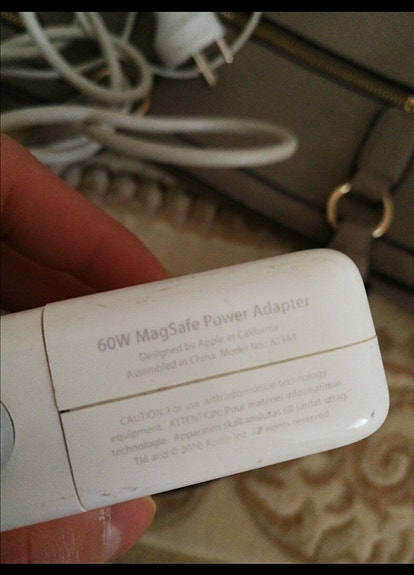 60W MagSafe Power Adapter
Designed by Apple in California
Assembled in China Model No.: A1344
CAUTION: For use with information technology
equipment. ATTENTION: Pour matériel informatique
technologie. Apparaten skall anslutas till jordat uttag.
TM and © 2010 Apple Inc. All rights reserved